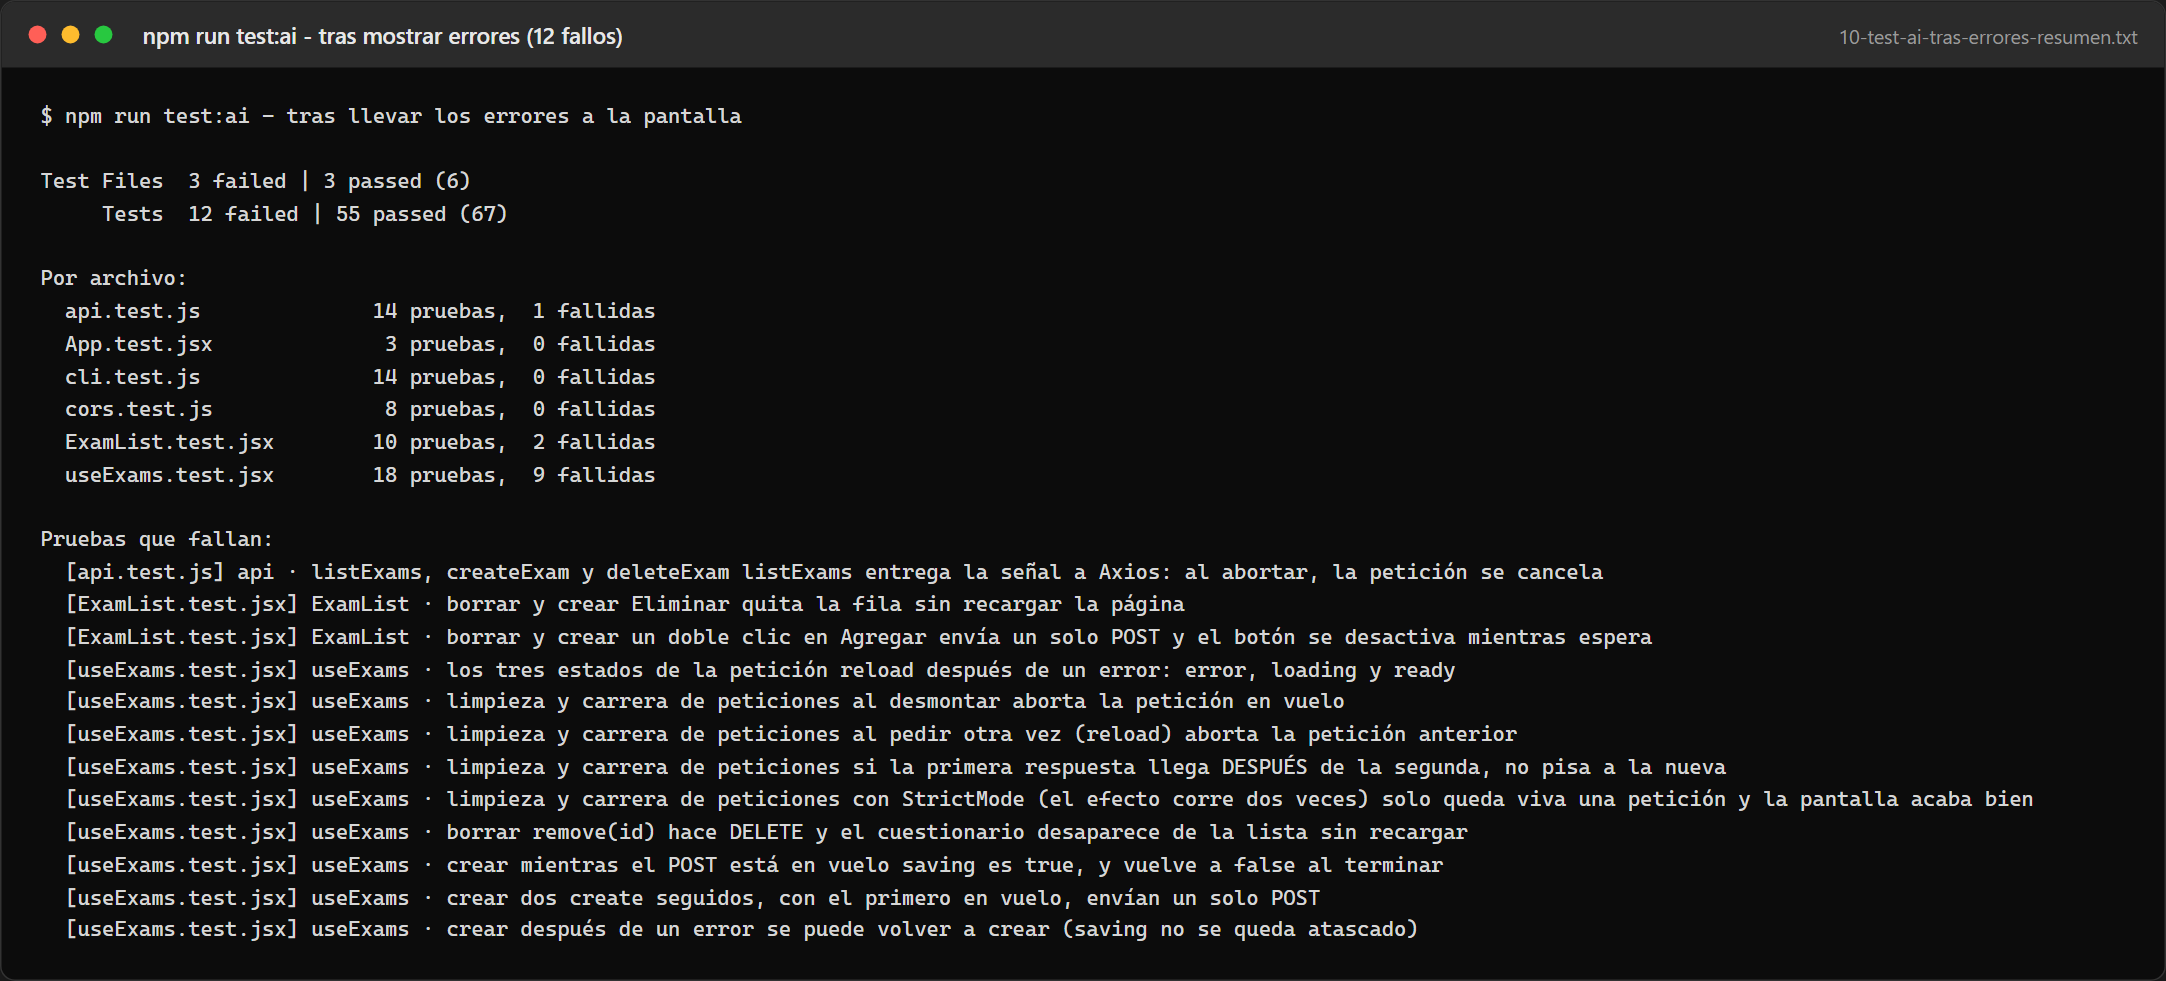 npm run test:ai - tras mostrar errores (12 fallos)
10-test-ai-tras-errores-resumen.txt
$ npm run test:ai — tras llevar los errores a la pantalla
Test Files  3 failed | 3 passed (6)
Tests  12 failed | 55 passed (67)
Por archivo:
api.test.js 14 pruebas, 1 fallidas
App.test.jsx 3 pruebas, 0 fallidas
cli.test.js 14 pruebas, 0 fallidas
cors.test.js 8 pruebas, 0 fallidas
ExamList.test.jsx 10 pruebas, 2 fallidas
useExams.test.jsx 18 pruebas, 9 fallidas
Pruebas que fallan:
[api.test.js] api · listExams, createExam y deleteExam listExams entrega la señal a Axios: al abortar, la petición se cancela
[ExamList.test.jsx] ExamList · borrar y crear Eliminar quita la fila sin recargar la página
[ExamList.test.jsx] ExamList · borrar y crear un doble clic en Agregar envía un solo POST y el botón se desactiva mientras espera
[useExams.test.jsx] useExams · los tres estados de la petición reload después de un error: error, loading y ready
[useExams.test.jsx] useExams · limpieza y carrera de peticiones al desmontar aborta la petición en vuelo
[useExams.test.jsx] useExams · limpieza y carrera de peticiones al pedir otra vez (reload) aborta la petición anterior
[useExams.test.jsx] useExams · limpieza y carrera de peticiones si la primera respuesta llega DESPUÉS de la segunda, no pisa a la nueva
[useExams.test.jsx] useExams · limpieza y carrera de peticiones con StrictMode (el efecto corre dos veces) solo queda viva una petición y la pantalla acaba bien
[useExams.test.jsx] useExams · borrar remove(id) hace DELETE y el cuestionario desaparece de la lista sin recargar
[useExams.test.jsx] useExams · crear mientras el POST está en vuelo saving es true, y vuelve a false al terminar
[useExams.test.jsx] useExams · crear dos create seguidos, con el primero en vuelo, envían un solo POST
[useExams.test.jsx] useExams · crear después de un error se puede volver a crear (saving no se queda atascado)